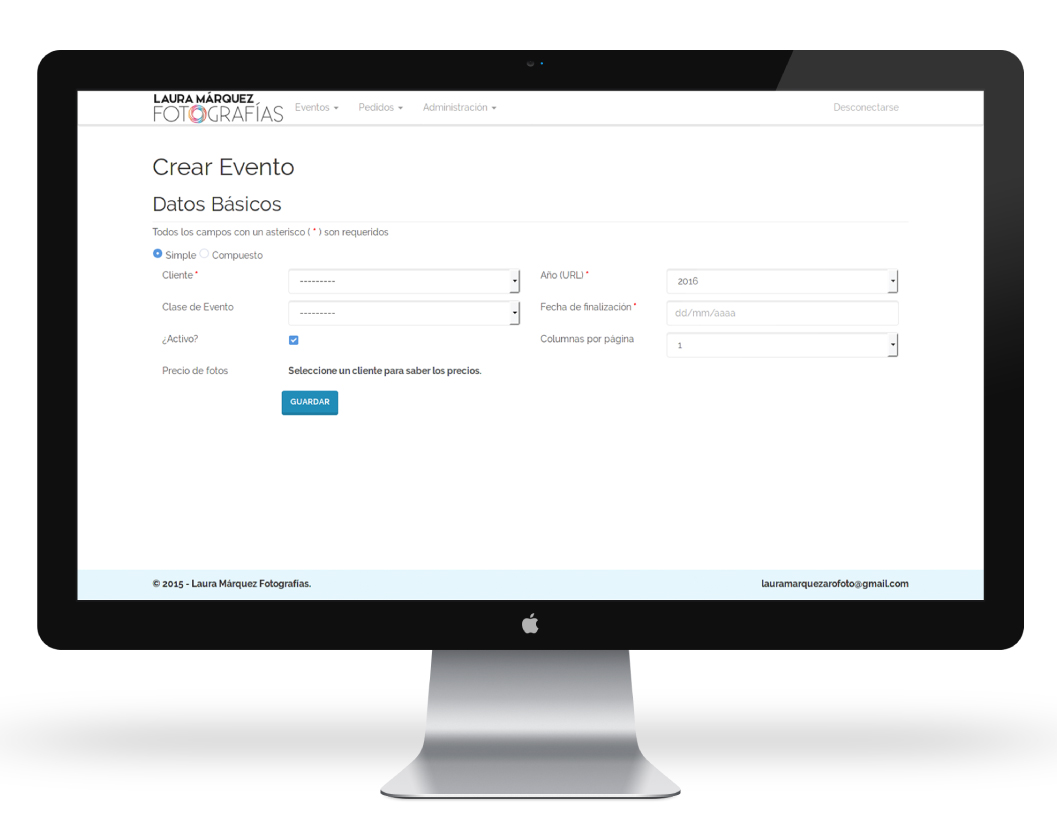 LAURA MÁRQUEZ
FOTOGRAFÍAS
Eventos Pedidos Administración Desconectarse
Crear Evento
Datos Básicos
Todos los campos con un asterisco ( * ) son requeridos
Simple Compuesto
Cliente * --------- Año (URL) * 2016
Clase de Evento --------- Fecha de finalización * dd/mm/aaaa
¿Activo? Columnas por página 1
Precio de fotos Seleccione un cliente para saber los precios.
GUARDAR
© 2015 - Laura Márquez Fotografías. lauramarquezarofoto@gmail.com